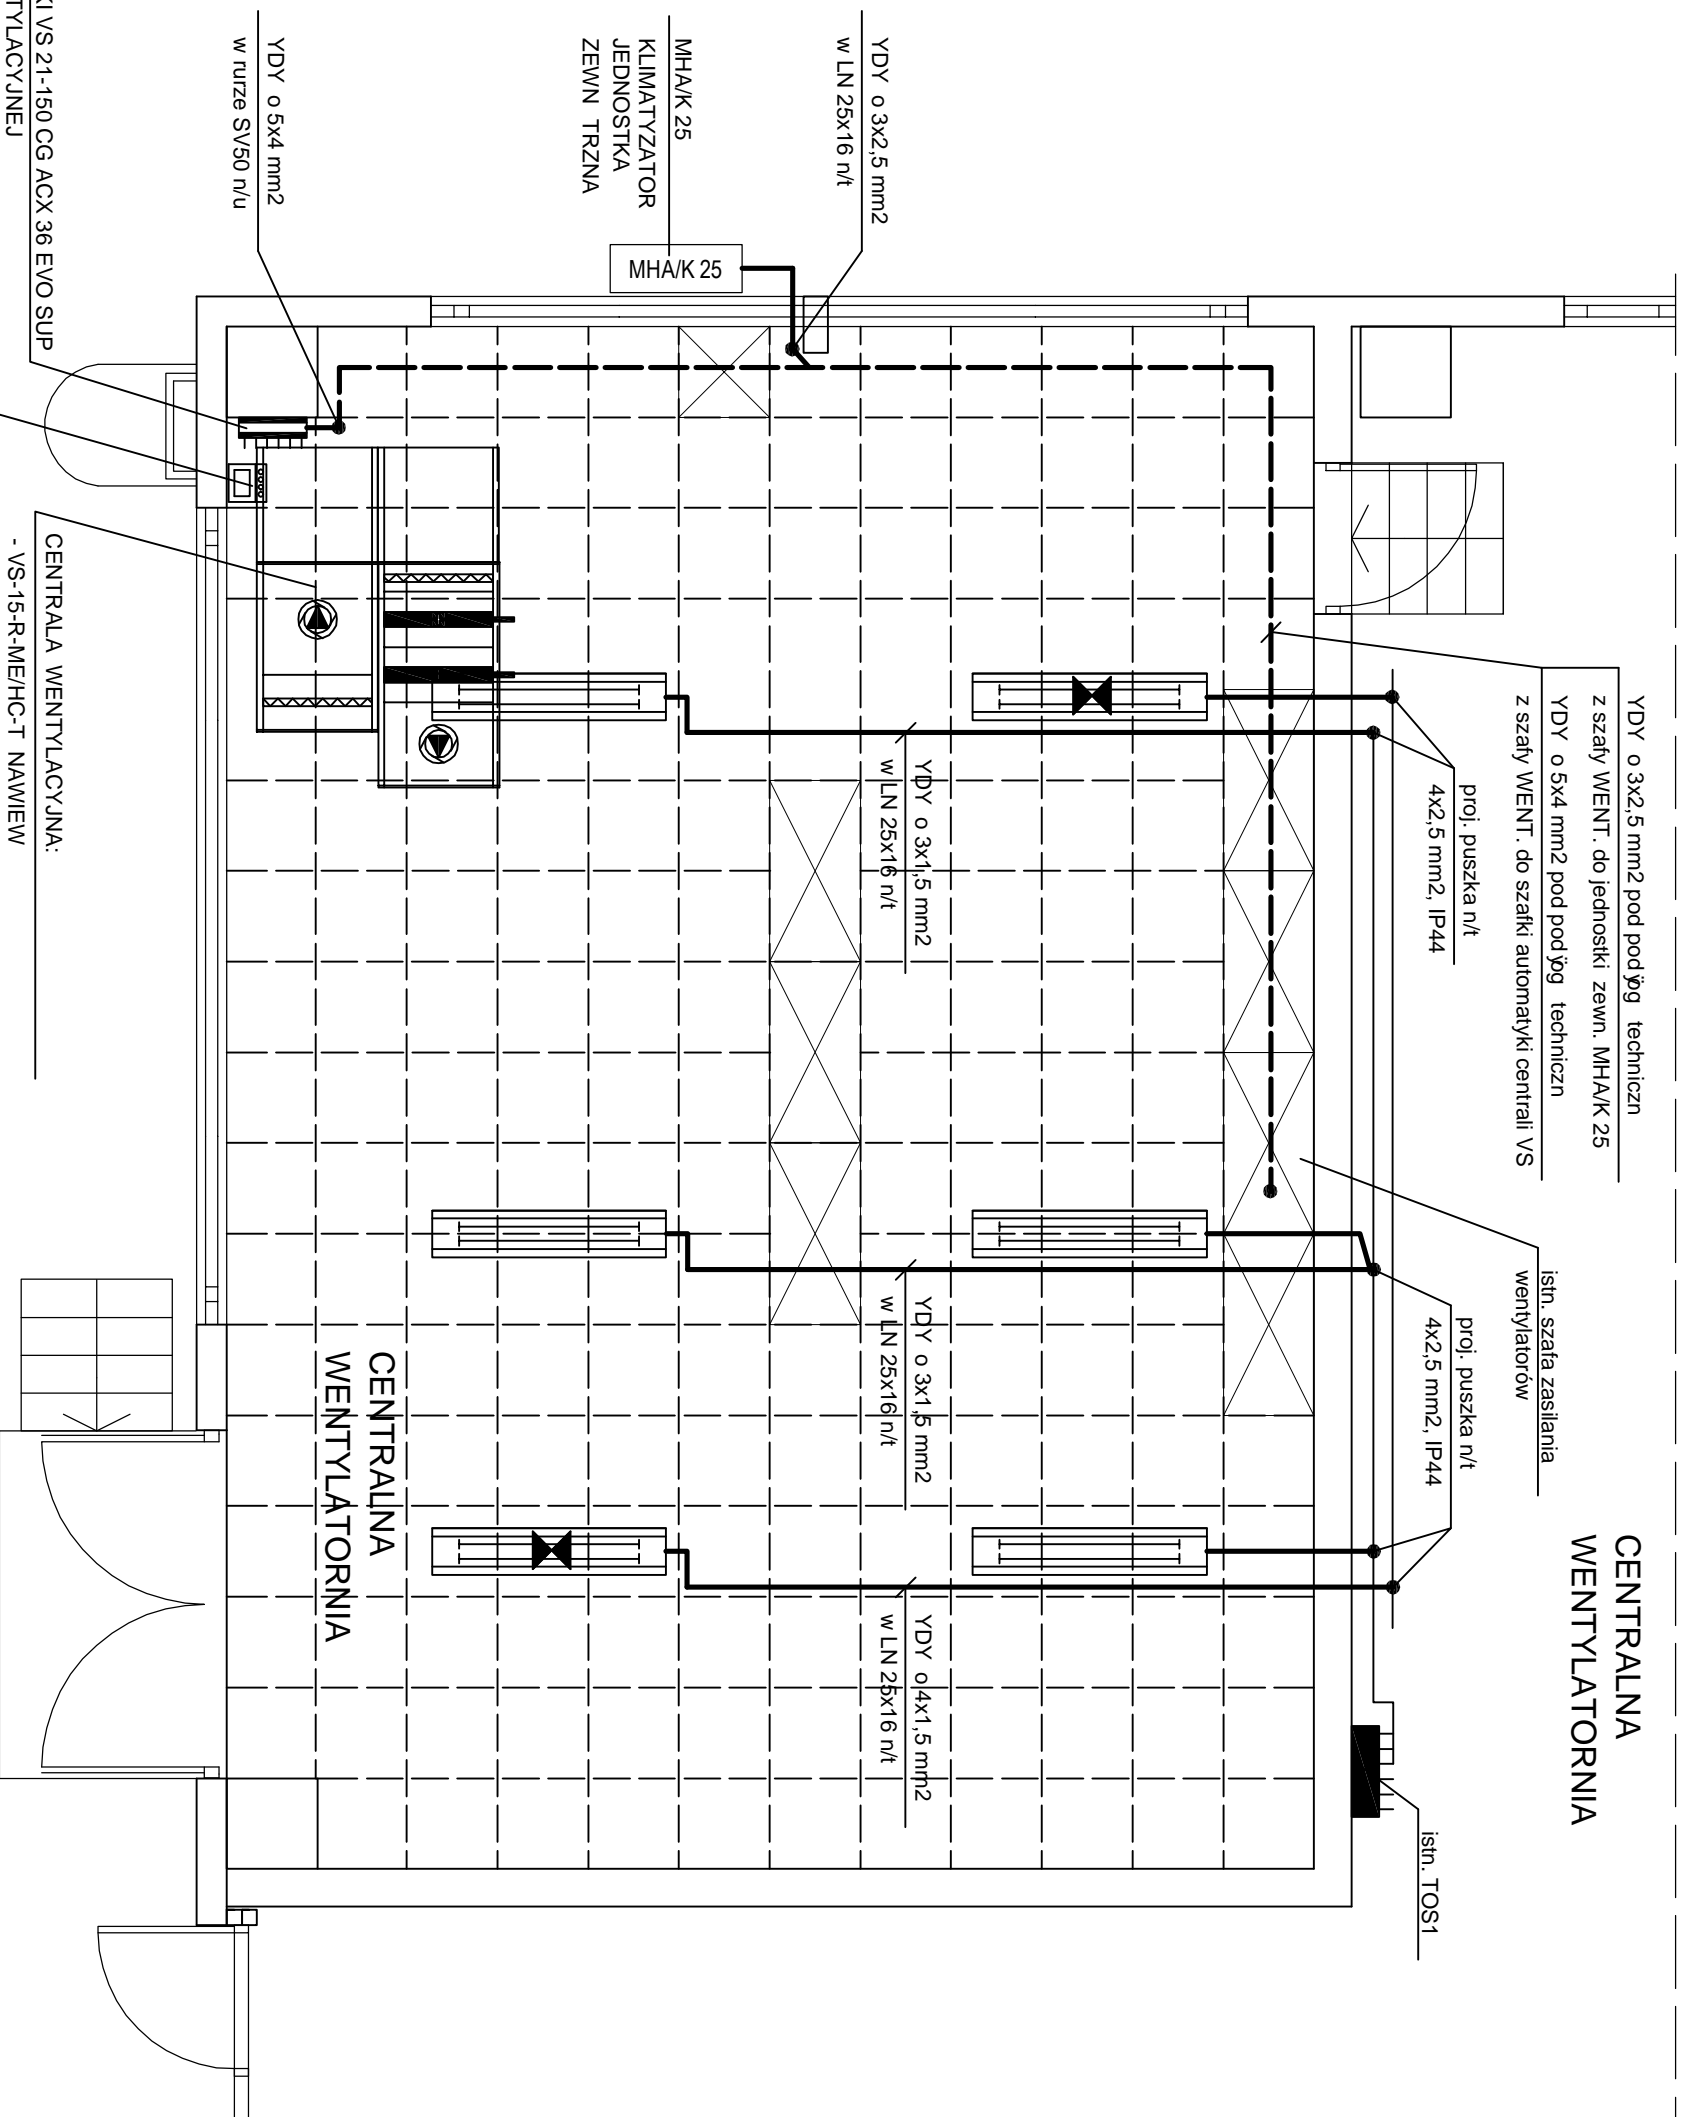 YDY o 3x2,5 mm2 pod podÿog techniczn
z szafy WENT. do jednostki zewn. MHA/K 25
YDY o 5x4 mm2 pod podÿog techniczn
z szafy WENT. do szafki automatyki centrali VS
proj. puszka n/t
4x2,5 mm2, IP44
istn. szafa zasilania
wentylatorów
proj. puszka n/t
4x2,5 mm2, IP44
CENTRALNA
WENTYLATORNIA
istn. TOS1
YDY o 3x2,5 mm2
w LN 25x16 n/t
MHA/K 25
KLIMATYZATOR
JEDNOSTKA
ZEWN TRZNA
MHA/K 25
YDY o 3x1,5 mm2
w LN 25x16 n/t
YDY o 3x1,5 mm2
w LN 25x16 n/t
YDY o 4x1,5 mm2
w LN 25x16 n/t
YDY o 5x4 mm2
w rurze SV50 n/u
CENTRALNA
WENTYLATORNIA
KI VS 21-150 CG ACX 36 EVO SUP
TYLACYJNEJ
CENTRALA WENTYLACYJNA:
- VS-15-R-ME/HC-T NAWIEW